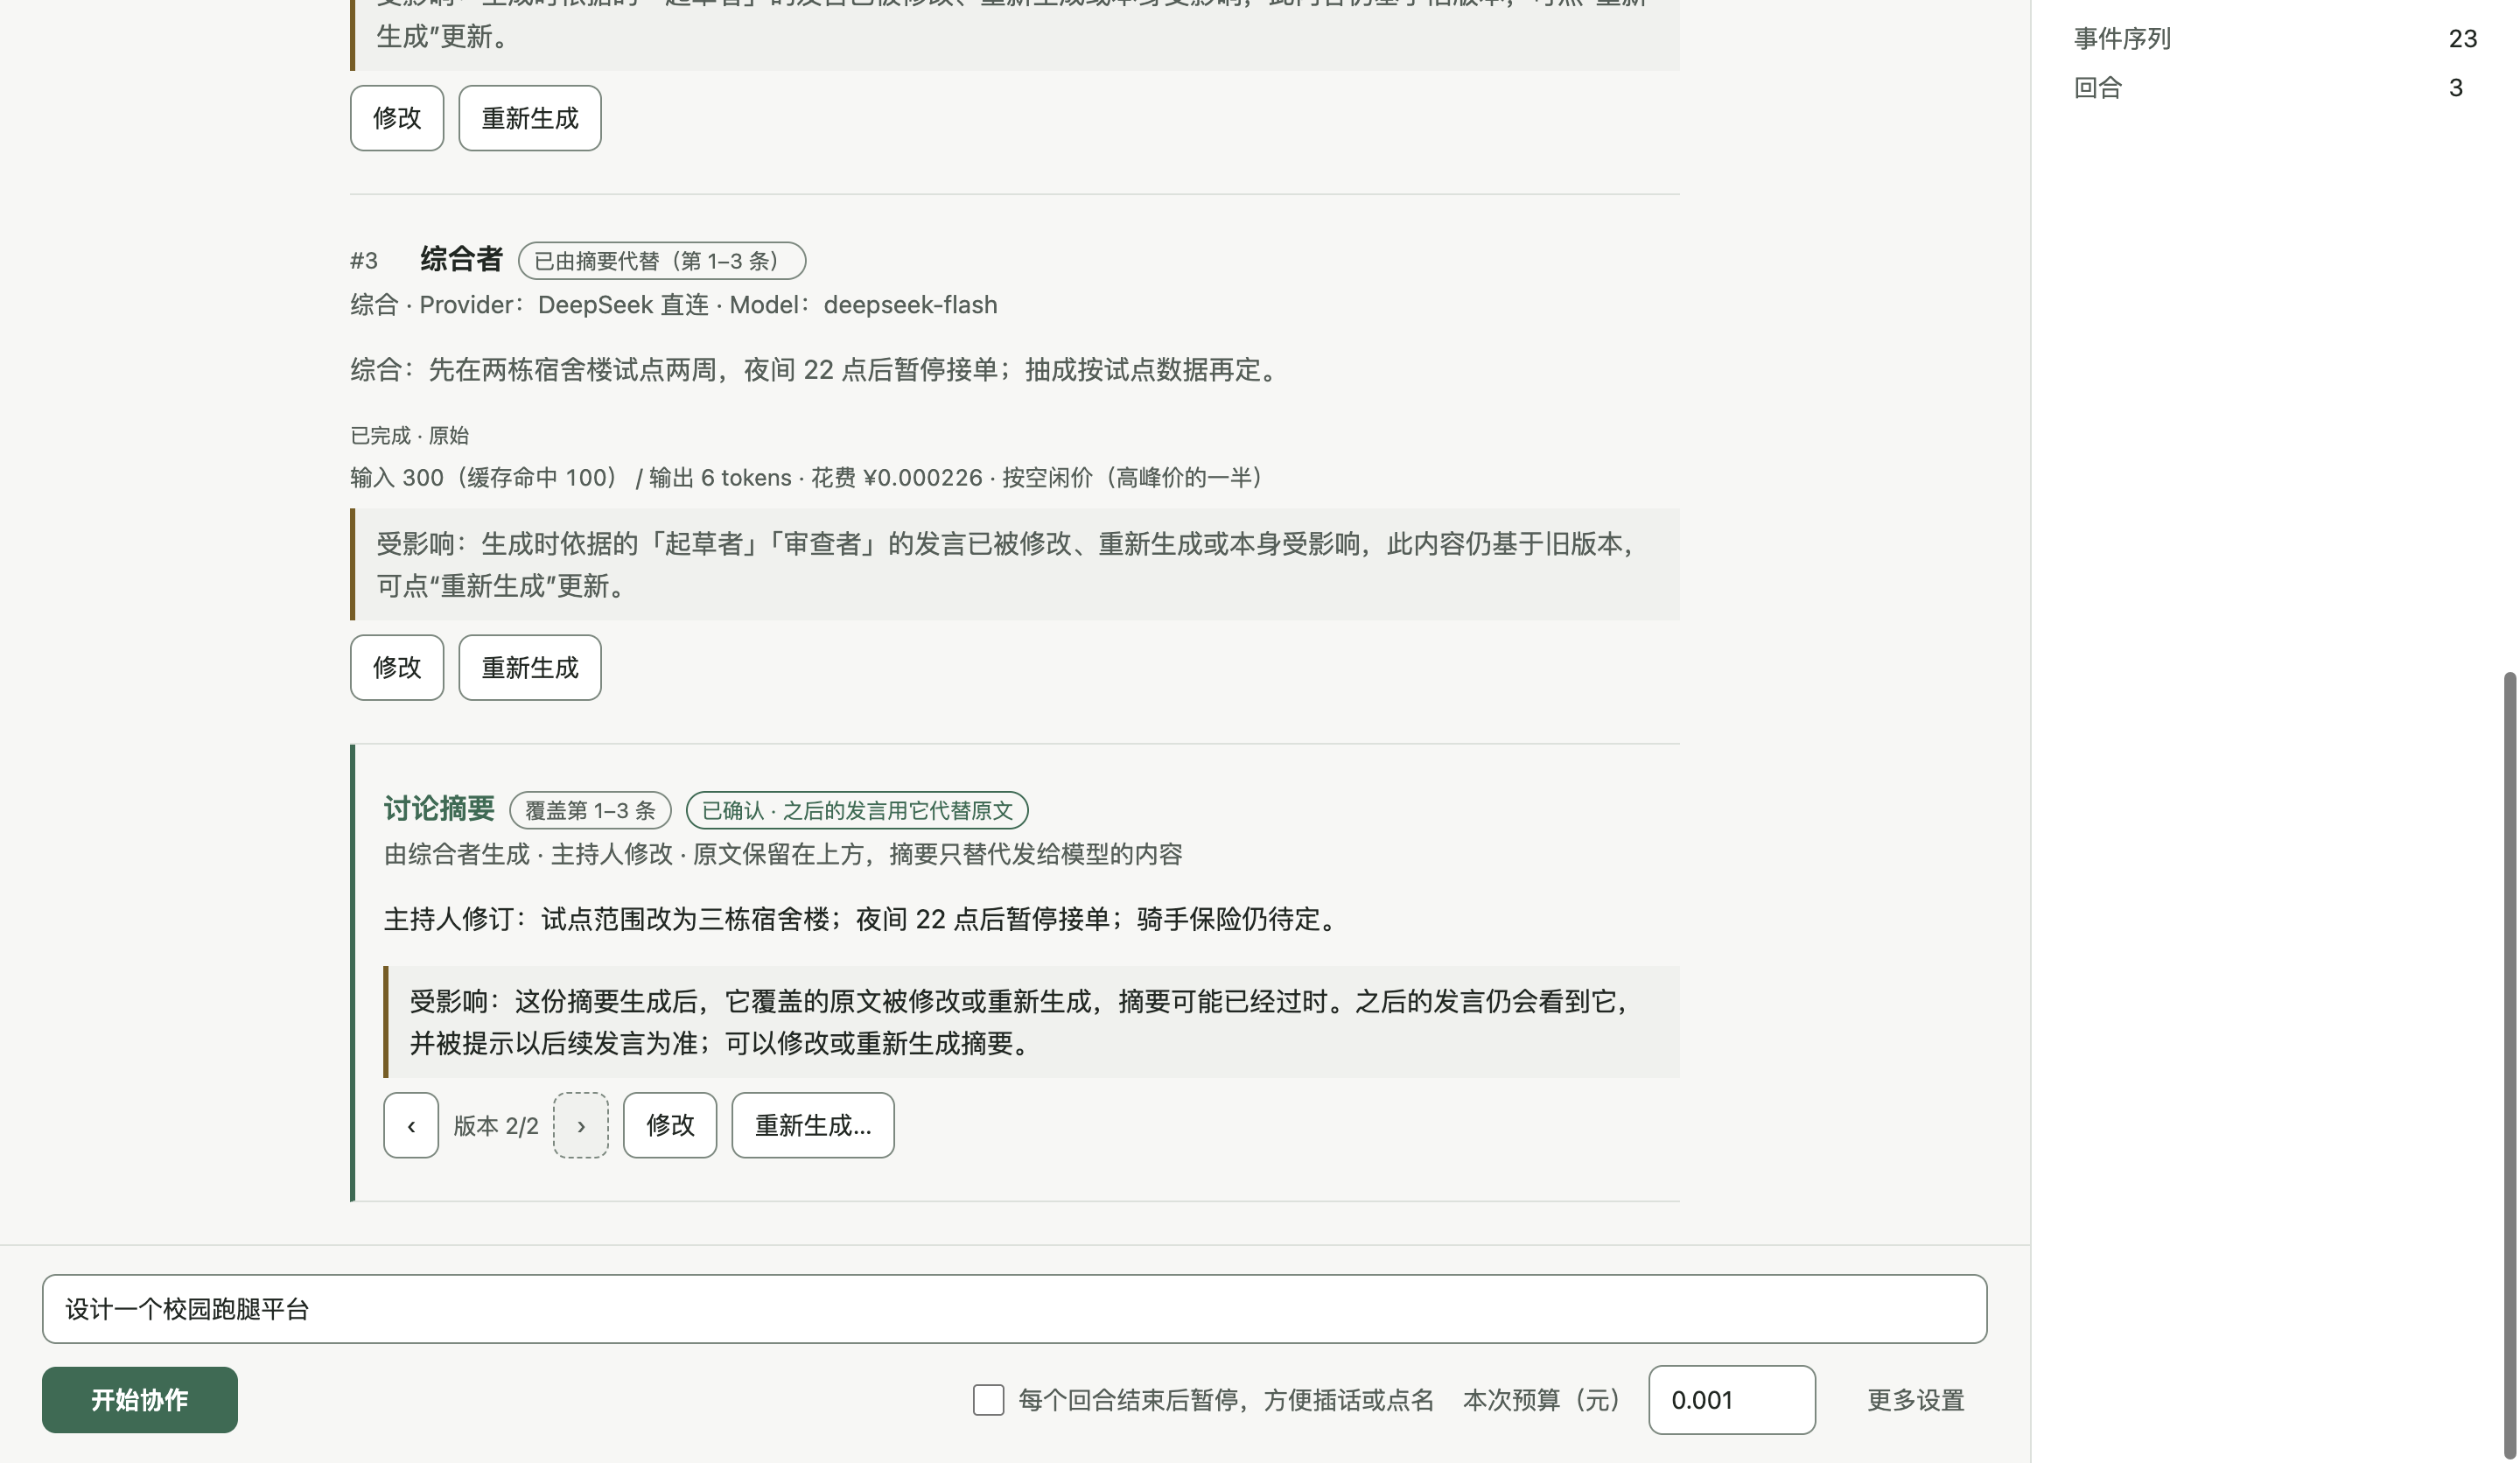 生成”更新。
修改
重新生成
#3 综合者 已由摘要代替（第 1–3 条）
综合 · Provider：DeepSeek 直连 · Model：deepseek-flash
综合：先在两栋宿舍楼试点两周，夜间 22 点后暂停接单；抽成按试点数据再定。
已完成 · 原始
输入 300（缓存命中 100） / 输出 6 tokens · 花费 ¥0.000226 · 按空闲价（高峰价的一半）
受影响：生成时依据的「起草者」「审查者」的发言已被修改、重新生成或本身受影响，此内容仍基于旧版本，
可点“重新生成”更新。
修改
重新生成
讨论摘要 覆盖第 1–3 条 已确认 · 之后的发言用它代替原文
由综合者生成 · 主持人修改 · 原文保留在上方，摘要只替代发给模型的内容
主持人修订：试点范围改为三栋宿舍楼；夜间 22 点后暂停接单；骑手保险仍待定。
受影响：这份摘要生成后，它覆盖的原文被修改或重新生成，摘要可能已经过时。之后的发言仍会看到它，
并被提示以后续发言为准；可以修改或重新生成摘要。
‹ 版本 2/2 › 修改 重新生成…
设计一个校园跑腿平台
开始协作
每个回合结束后暂停，方便插话或点名 本次预算（元） 0.001 更多设置
事件序列 23
回合 3